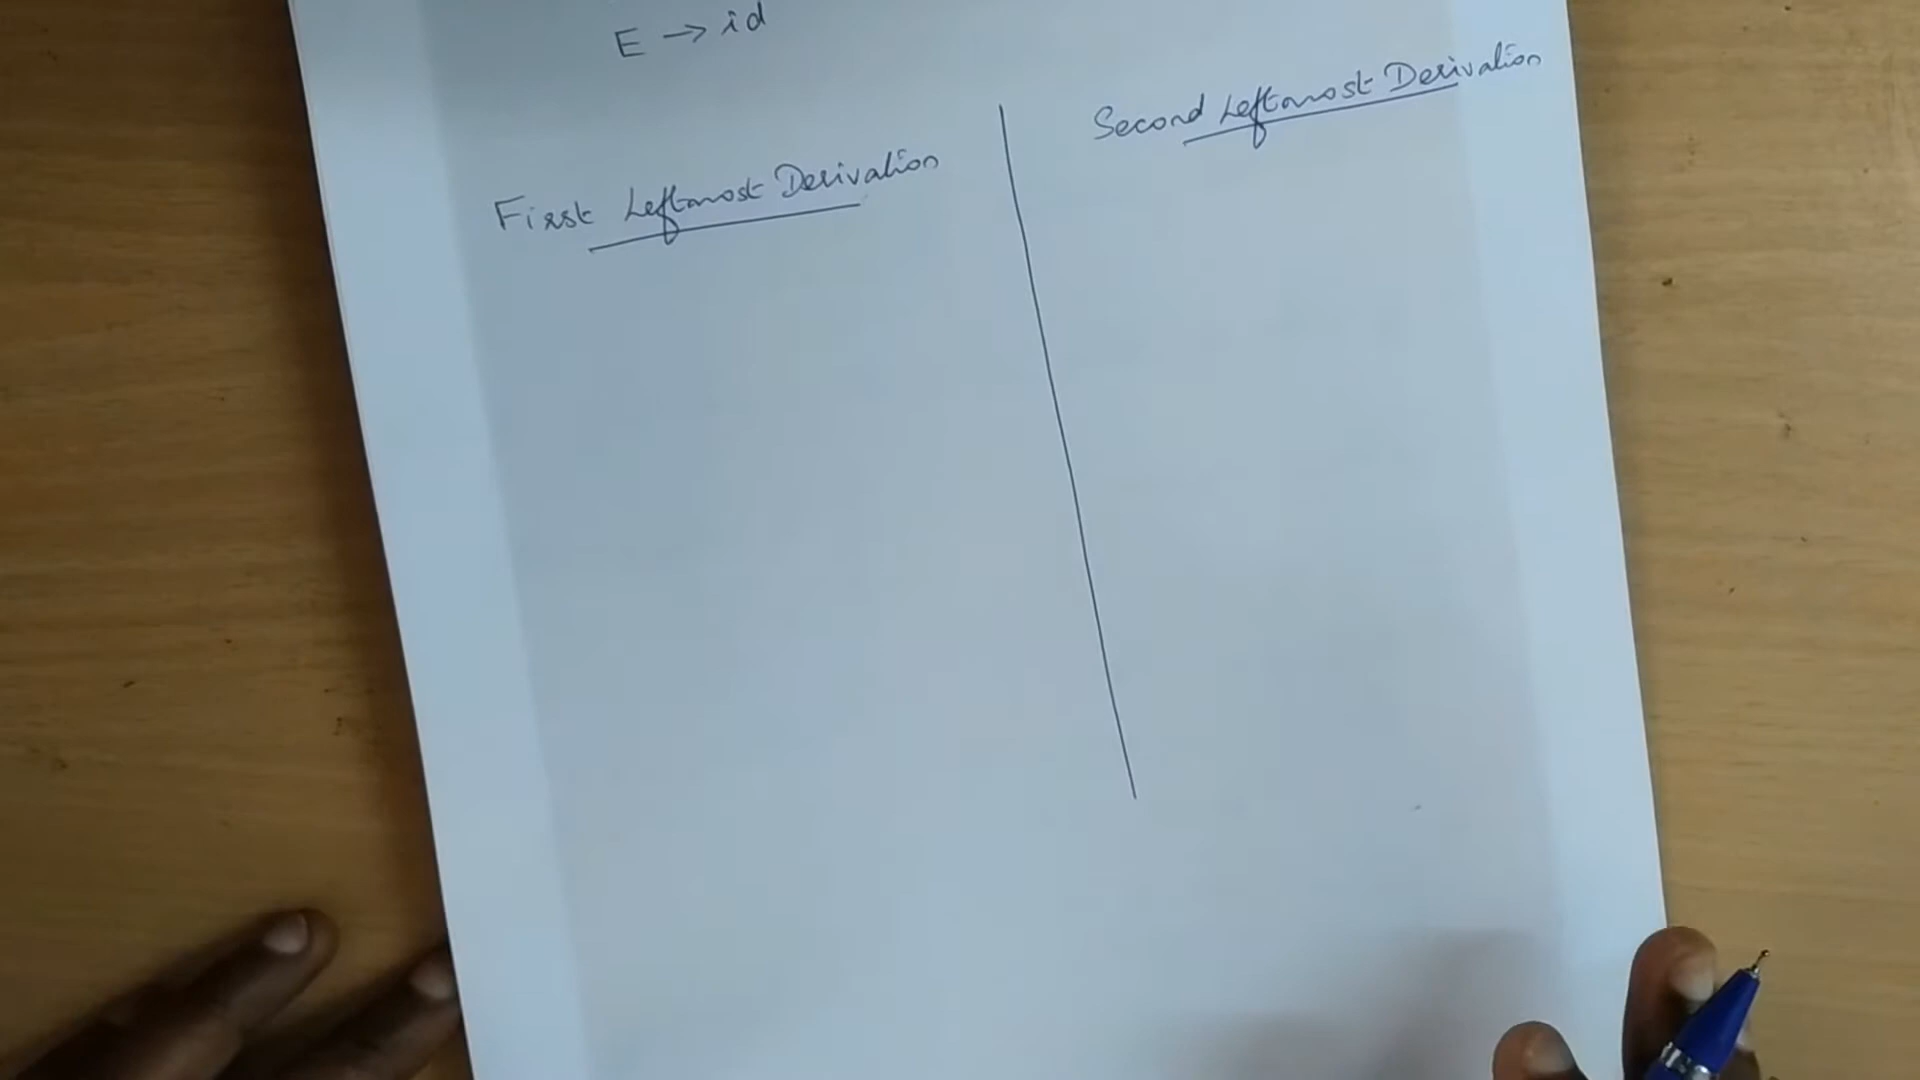 E → id
First Leftmost Derivation
Second Leftmost Derivation